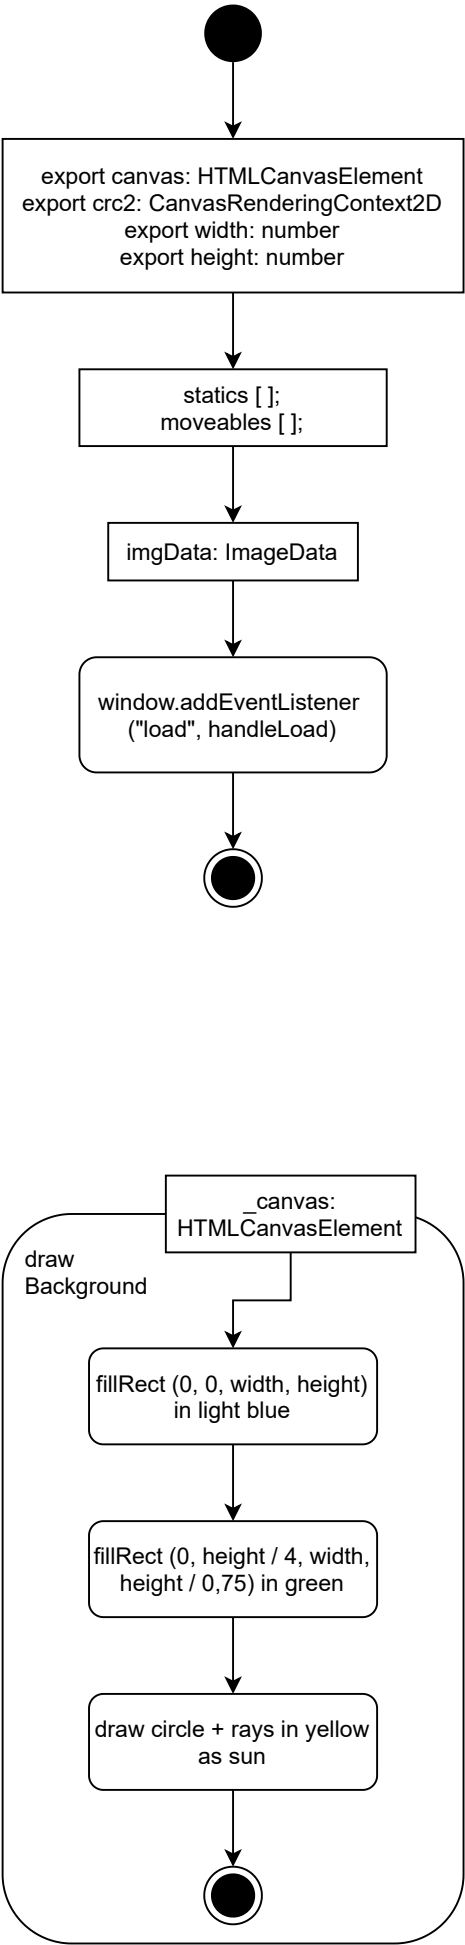 export canvas: HTMLCanvasElement
export crc2: CanvasRenderingContext2D
export width: number
export height: number
statics [ ];
moveables [ ];
imgData: ImageData
window.addEventListener
("load", handleLoad)
_canvas:
HTMLCanvasElement
draw
Background
fillRect (0, 0, width, height)
in light blue
fillRect (0, height / 4, width,
height / 0,75) in green
draw circle + rays in yellow
as sun